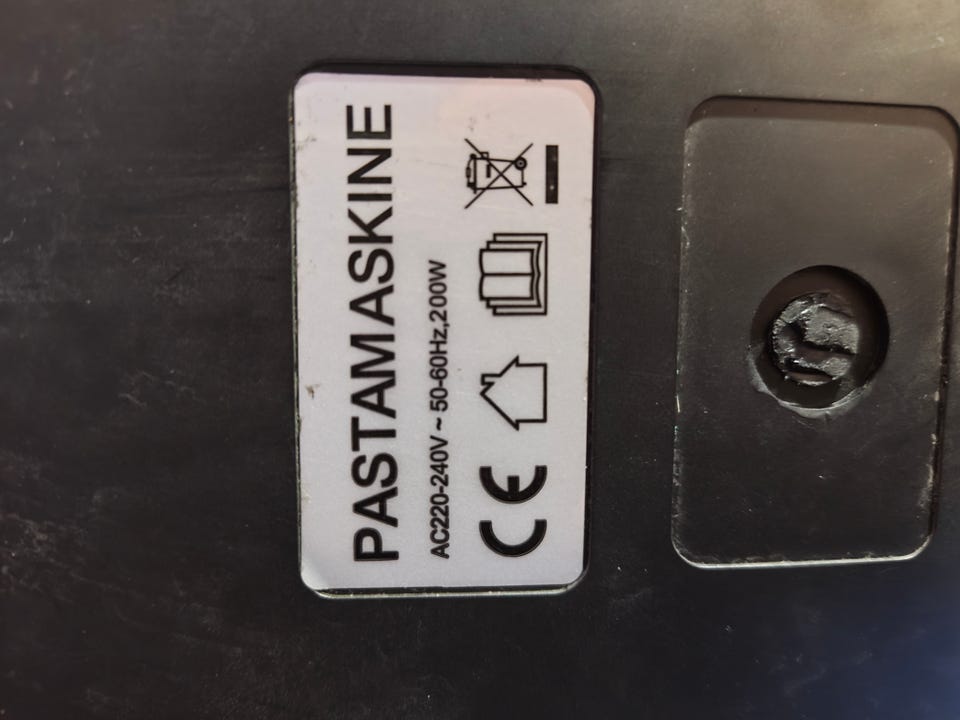 PASTAMASKINE
AC220-240V ~ 50-60Hz,200W
CE